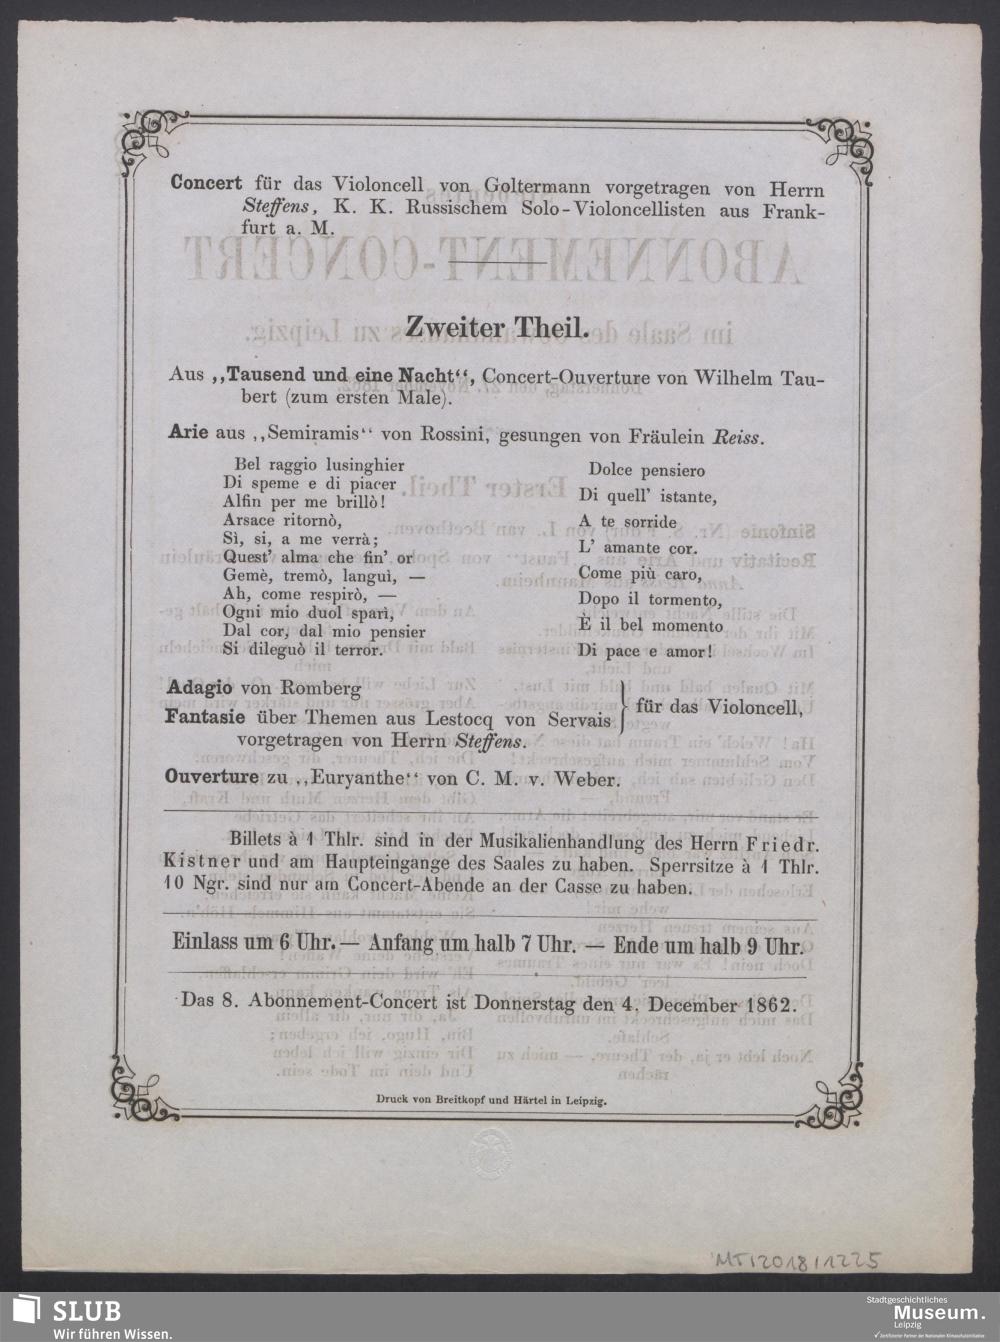 Concert für das Violoncell von Goltermann vorgetragen von Herrn
Steffens, K. K. Russischem Solo-Violoncellisten aus Frank-
furt a. M.
Zweiter Theil.
Aus ,,Tausend und eine Nacht“, Concert-Ouverture von Wilhelm Tau-
bert (zum ersten Male).
Arie aus ,,Semiramis“ von Rossini, gesungen von Fräulein Reiss.
Bel raggio lusinghier
Di speme e di piacer
Alfin per me brillò!
Arsace ritornò,
Sì, si, a me verrà;
Quest’ alma che fin’ or
Gemè, tremò, languì, —
Ah, come respirò, —
Ogni mio duol sparì,
Dal cor, dal mio pensier
Si dileguò il terror.
Dolce pensiero
Di quell’ istante,
A te sorride
L’ amante cor.
Come più caro,
Dopo il tormento,
È il bel momento
Di pace e amor!
Adagio von Romberg
Fantasie über Themen aus Lestocq von Servais } für das Violoncell,
vorgetragen von Herrn Steffens.
Ouverture zu ,,Euryanthe“ von C. M. v. Weber.
Billets à 1 Thlr. sind in der Musikalienhandlung des Herrn Friedr.
Kistner und am Haupteingange des Saales zu haben. Sperrsitze à 1 Thlr.
10 Ngr. sind nur am Concert-Abende an der Casse zu haben.
Einlass um 6 Uhr. — Anfang um halb 7 Uhr. — Ende um halb 9 Uhr.
Das 8. Abonnement-Concert ist Donnerstag den 4. December 1862.
Druck von Breitkopf und Härtel in Leipzig.
MT/2018/1225
SLUB
Wir führen Wissen.
Stadtgeschichtliches
Museum.
Leipzig
Zertifizierter Partner der Nationalen Klimaschutzinitiative